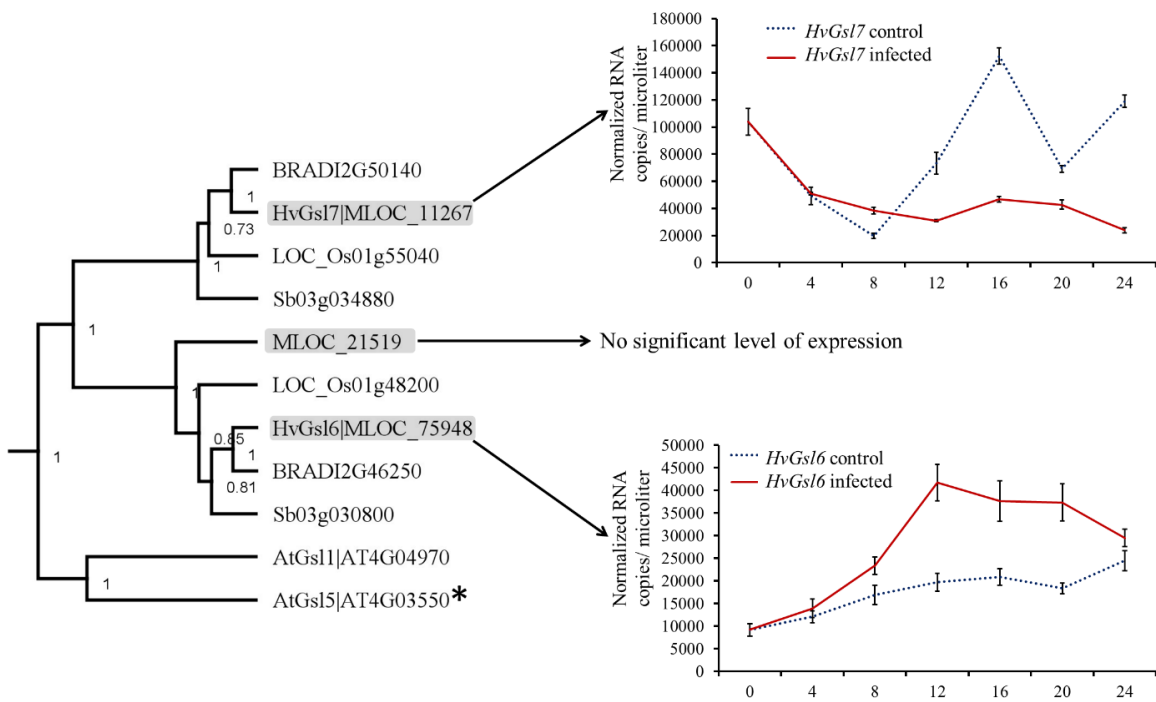 BRADI2G50140
HvGsl7|MLOC_11267
LOC_Os01g55040
Sb03g034880
MLOC_21519
LOC_Os01g48200
HvGsl6|MLOC_75948
BRADI2G46250
Sb03g030800
AtGsl1|AT4G04970
AtGsl5|AT4G03550*
1
0.73
1
1
1
0.85
1
0.81
1
1
Normalized RNA
copies/ microliter
180000
160000
140000
120000
100000
80000
60000
40000
20000
0
HvGsl7 control
HvGsl7 infected
0 4 8 12 16 20 24
No significant level of expression
Normalized RNA
copies/ microliter
50000
45000
40000
35000
30000
25000
20000
15000
10000
5000
0
HvGsl6 control
HvGsl6 infected
0 4 8 12 16 20 24